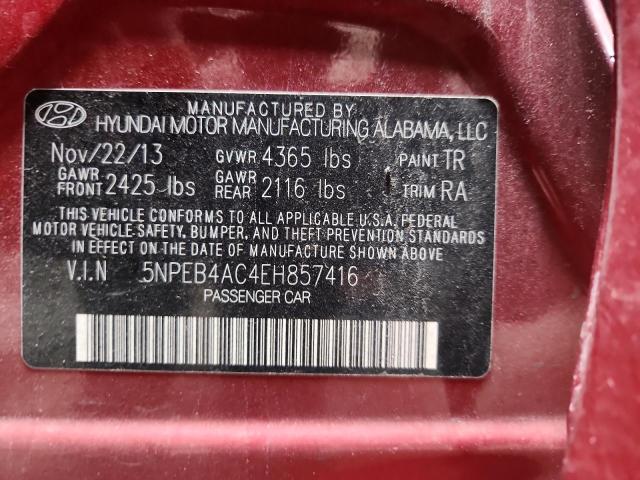 MANUFACTURED BY
HYUNDAI MOTOR MANUFACTURING ALABAMA, LLC
Nov/22/13 GVWR 4365 lbs PAINT TR
GAWR FRONT 2425 lbs GAWR REAR 2116 lbs TRIM RA
THIS VEHICLE CONFORMS TO ALL APPLICABLE U.S.A. FEDERAL
MOTOR VEHICLE SAFETY, BUMPER, AND THEFT PREVENTION STANDARDS
IN EFFECT ON THE DATE OF MANUFACTURE SHOWN ABOVE.
V.I.N 5NPEB4AC4EH857416
PASSENGER CAR